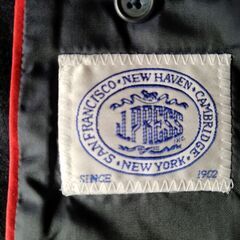 SAN FRANCISCO • NEW HAVEN • CAMBRIDGE
J. PRESS
• NEW YORK •
SINCE 1902